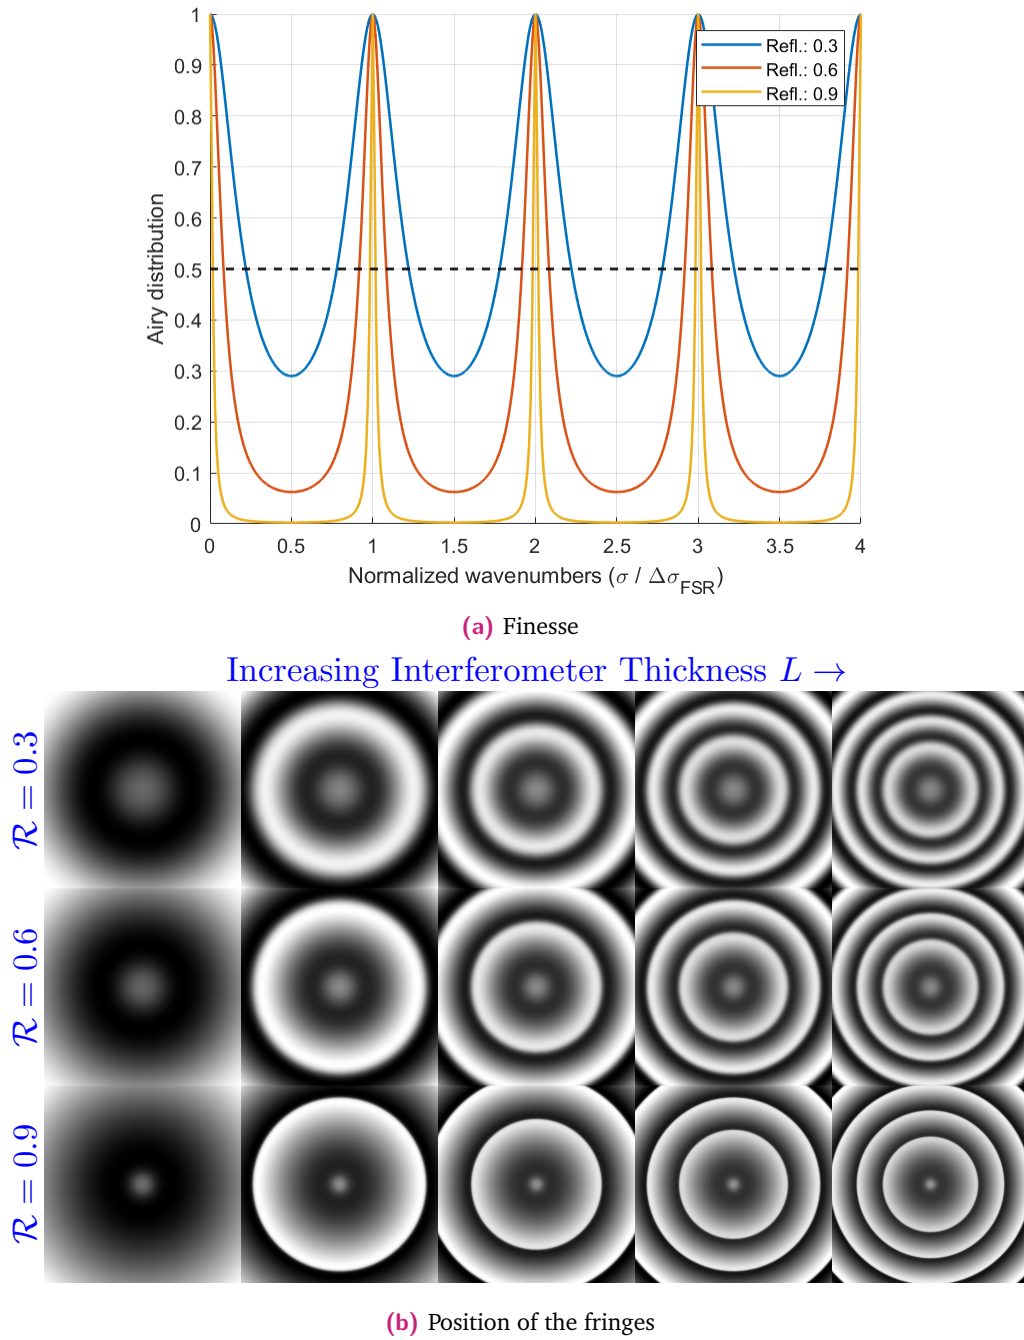 1
0.9
0.8
0.7
0.6
0.5
0.4
0.3
0.2
0.1
0
Airy distribution
Refl.: 0.3
Refl.: 0.6
Refl.: 0.9
0 0.5 1 1.5 2 2.5 3 3.5 4
Normalized wavenumbers (σ / Δσ_FSR)
(a) Finesse
Increasing Interferometer Thickness L →
R = 0.3
R = 0.6
R = 0.9
(b) Position of the fringes